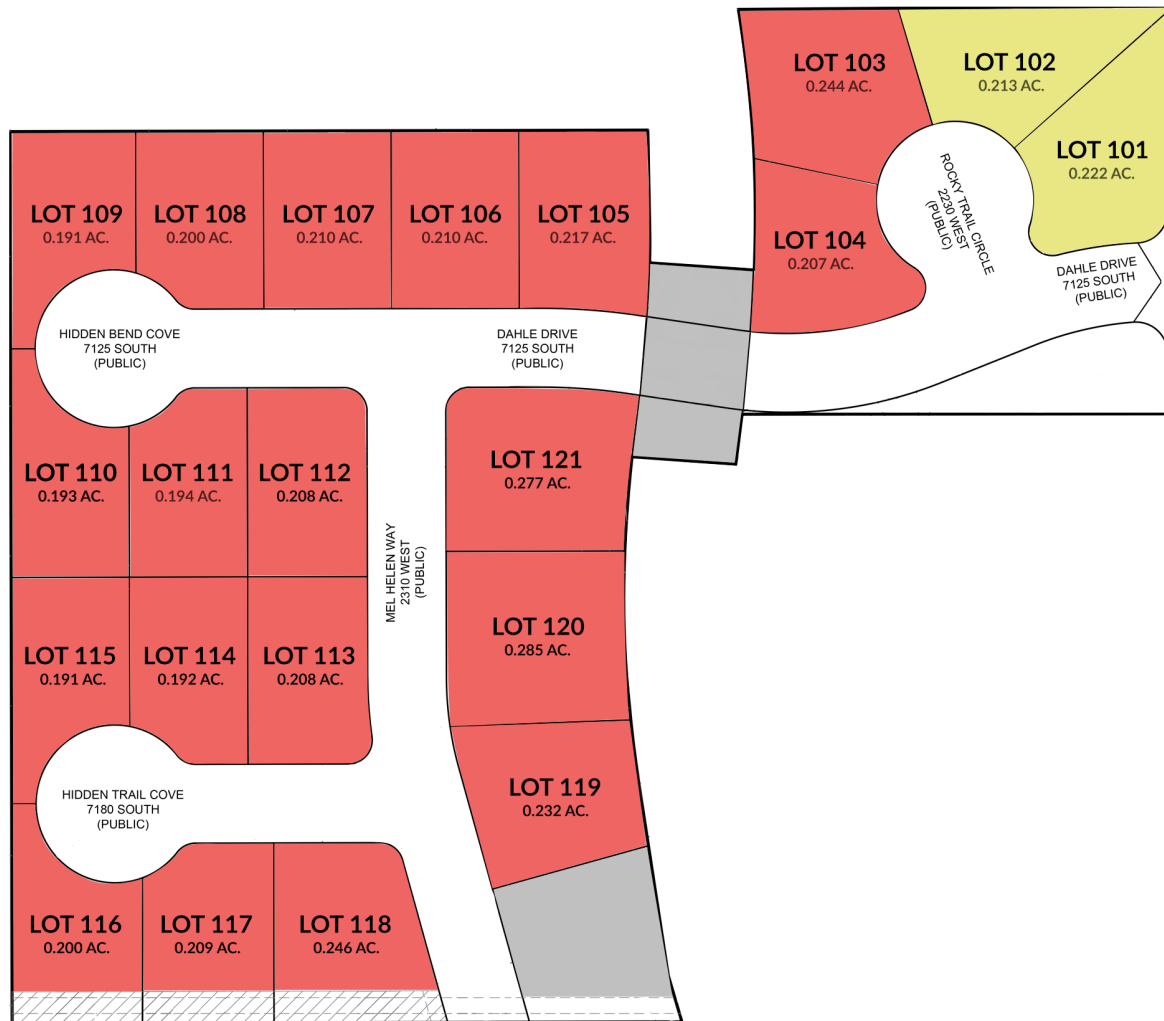 LOT 103
0.244 AC.
LOT 102
0.213 AC.
LOT 101
0.222 AC.
LOT 104
0.207 AC.
ROCKY TRAIL CIRCLE
2230 WEST
(PUBLIC)
DAHLE DRIVE
7125 SOUTH
(PUBLIC)
LOT 109
0.191 AC.
LOT 108
0.200 AC.
LOT 107
0.210 AC.
LOT 106
0.210 AC.
LOT 105
0.217 AC.
HIDDEN BEND COVE
7125 SOUTH
(PUBLIC)
DAHLE DRIVE
7125 SOUTH
(PUBLIC)
LOT 110
0.193 AC.
LOT 111
0.194 AC.
LOT 112
0.208 AC.
LOT 121
0.277 AC.
MEL HELEN WAY
2310 WEST
(PUBLIC)
LOT 115
0.191 AC.
LOT 114
0.192 AC.
LOT 113
0.208 AC.
LOT 120
0.285 AC.
HIDDEN TRAIL COVE
7180 SOUTH
(PUBLIC)
LOT 119
0.232 AC.
LOT 116
0.200 AC.
LOT 117
0.209 AC.
LOT 118
0.246 AC.